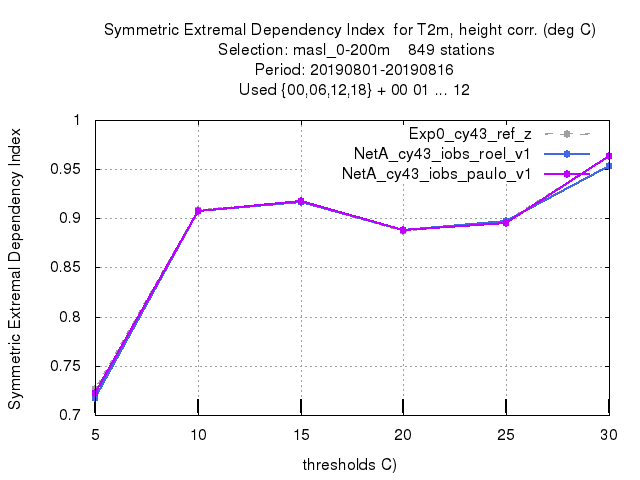 Symmetric Extremal Dependency Index  for T2m, height corr. (deg C)
Selection: masl_0-200m    849 stations
Period: 20190801-20190816
Used {00,06,12,18} + 00 01 ... 12
Symmetric Extremal Dependency Index
1
0.95
0.9
0.85
0.8
0.75
0.7
Exp0_cy43_ref_z
NetA_cy43_iobs_roel_v1
NetA_cy43_iobs_paulo_v1
5 10 15 20 25 30
thresholds C)